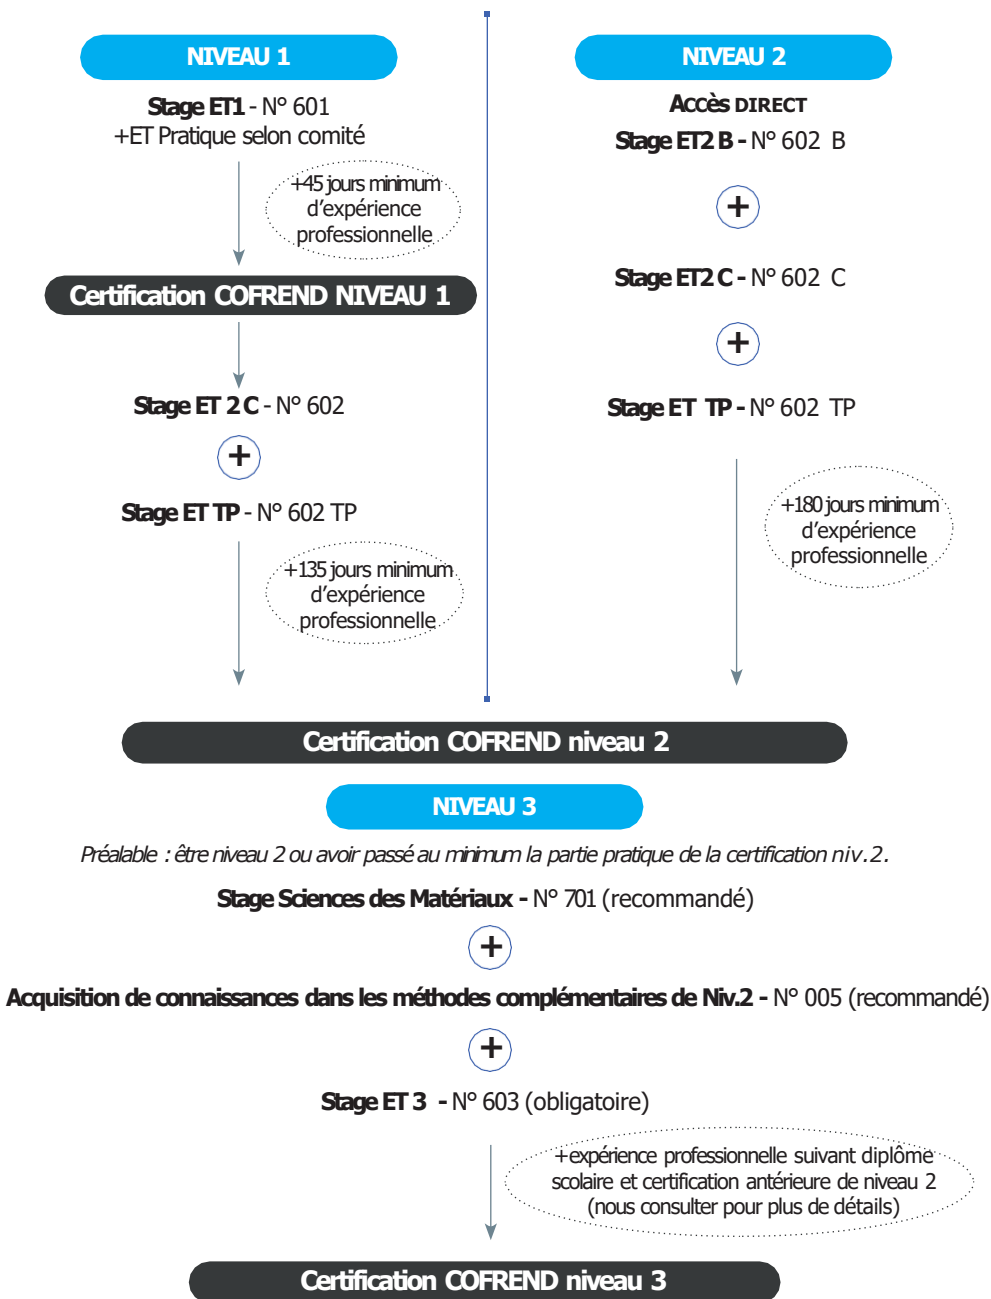 NIVEAU 1
Stage ET1 - N° 601
+ET Pratique selon comité
+45 jours minimum
d’expérience
professionnelle
Certification COFREND NIVEAU 1
Stage ET 2 C - N° 602
+
Stage ET TP - N° 602 TP
+135 jours minimum
d’expérience
professionnelle
NIVEAU 2
Accès DIRECT
Stage ET2 B - N° 602 B
+
Stage ET2 C - N° 602 C
+
Stage ET TP - N° 602 TP
+180 jours minimum
d’expérience
professionnelle
Certification COFREND niveau 2
NIVEAU 3
Préalable : être niveau 2 ou avoir passé au minimum la partie pratique de la certification niv.2.
Stage Sciences des Matériaux - N° 701 (recommandé)
+
Acquisition de connaissances dans les méthodes complémentaires de Niv.2 - N° 005 (recommandé)
+
Stage ET 3 - N° 603 (obligatoire)
+expérience professionnelle suivant diplôme
scolaire et certification antérieure de niveau 2
(nous consulter pour plus de détails)
Certification COFREND niveau 3